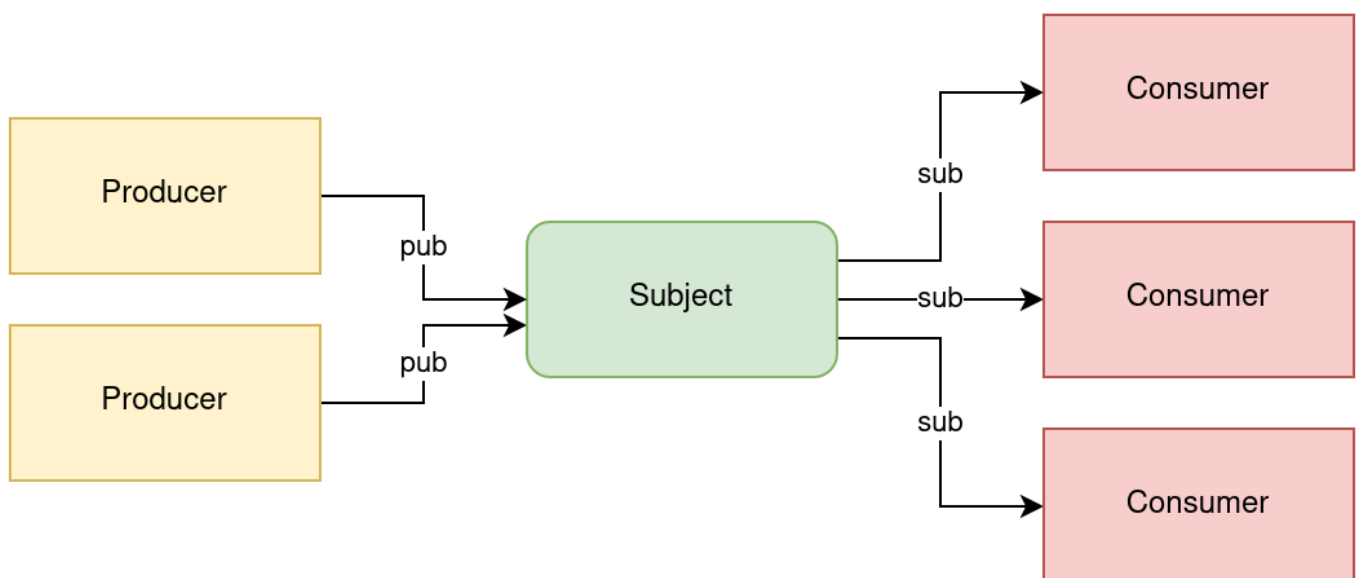 Producer
Producer
pub
pub
Subject
sub
sub
sub
Consumer
Consumer
Consumer